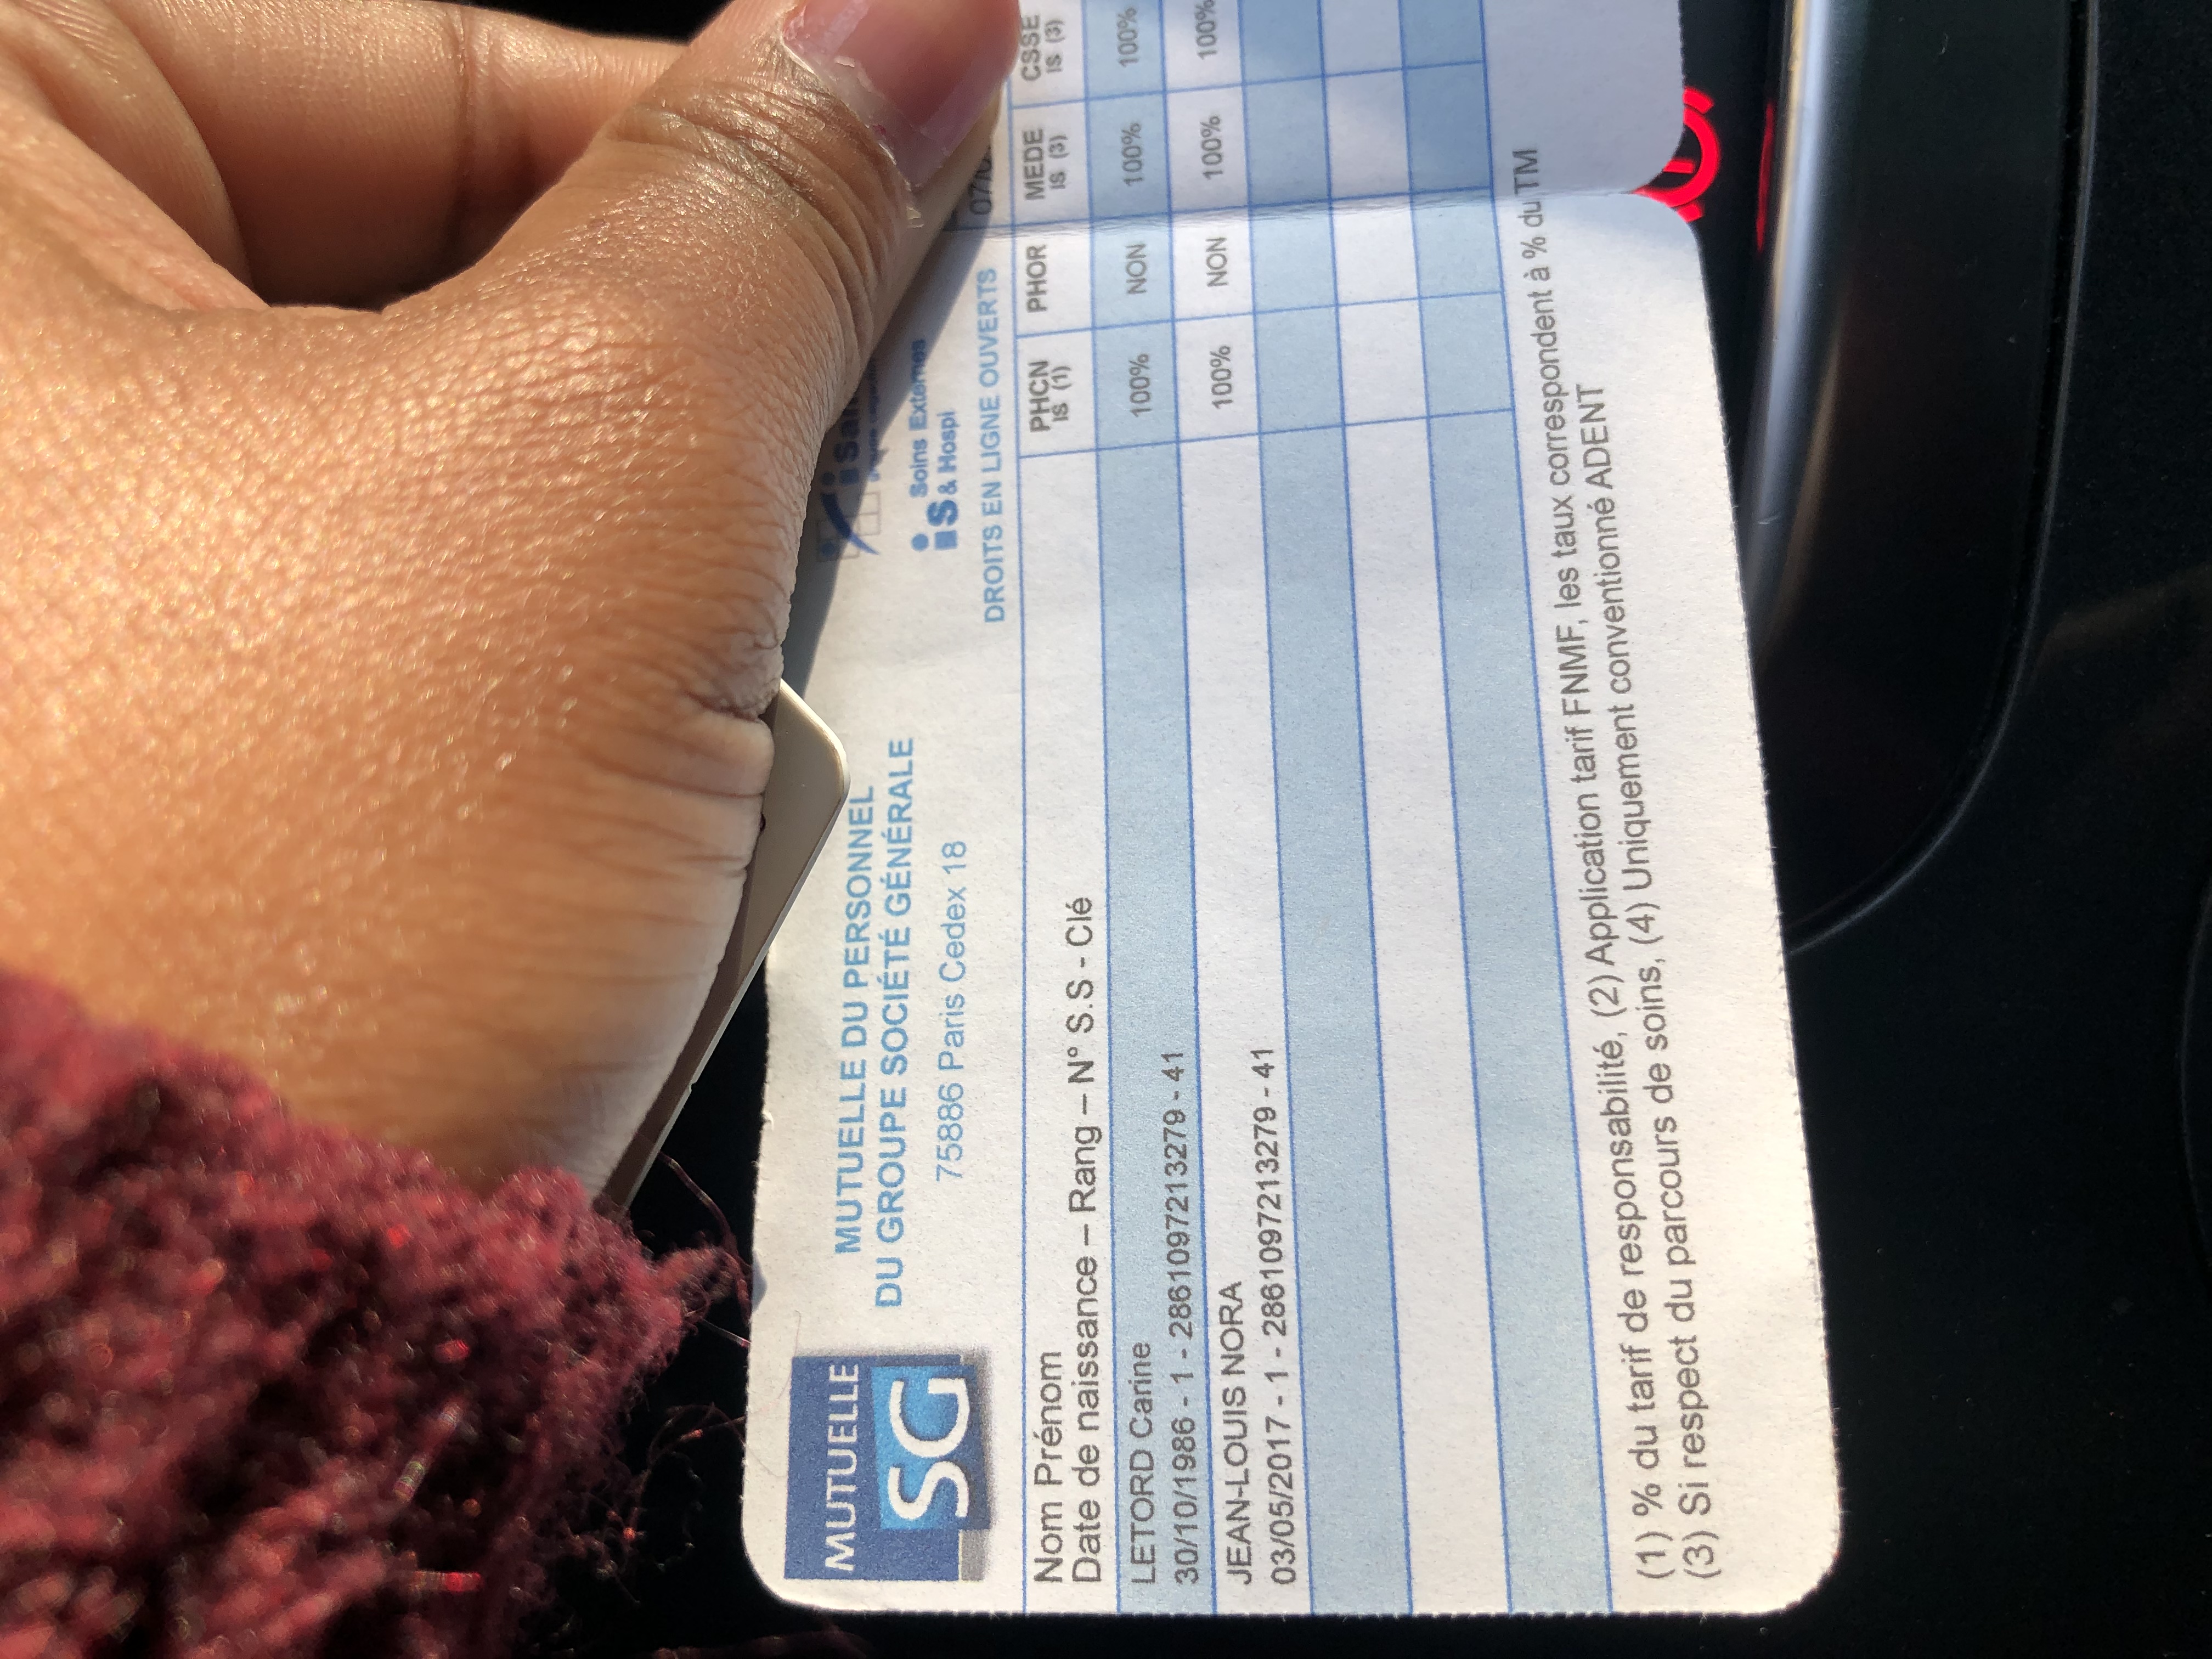 MUTUELLE
SG
MUTUELLE DU PERSONNEL
DU GROUPE SOCIÉTÉ GÉNÉRALE
75886 Paris Cedex 18
iS Soins Externes
& Hospi
DROITS EN LIGNE OUVERTS
Nom Prénom
Date de naissance – Rang – N° S.S - Clé
PHCN PHOR MEDE CSSE
IS (1) IS (3) IS (3)
LETORD Carine
30/10/1986 - 1 - 2861097213279 - 41
100% NON 100% 100%
JEAN-LOUIS NORA
03/05/2017 - 1 - 2861097213279 - 41
100% NON 100% 100%
(1) % du tarif de responsabilité, (2) Application tarif FNMF, les taux correspondent à % du TM
(3) Si respect du parcours de soins, (4) Uniquement conventionné ADENT